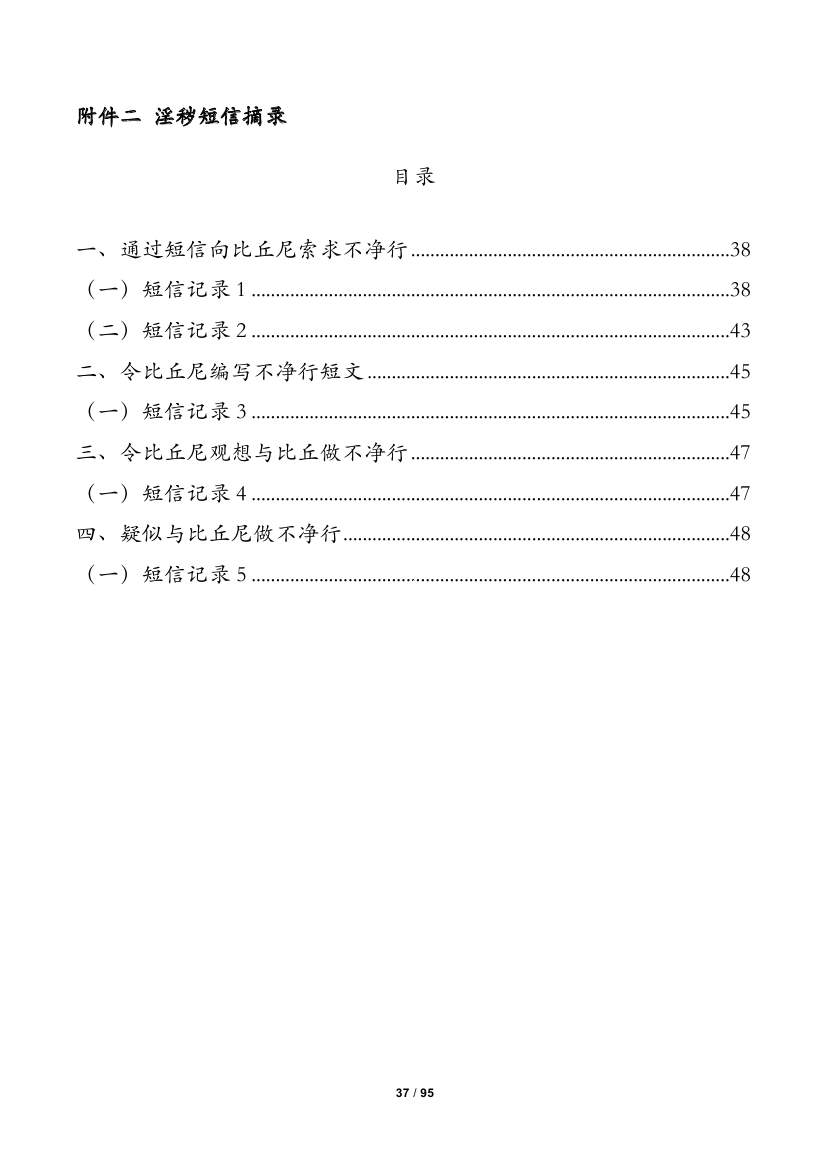 附件二 淫秽短信摘录
目录
一、通过短信向比丘尼索求不净行..................................................................38
（一）短信记录 1...................................................................................................38
（二）短信记录 2...................................................................................................43
二、令比丘尼编写不净行短文...........................................................................45
（一）短信记录 3...................................................................................................45
三、令比丘尼观想与比丘做不净行..................................................................47
（一）短信记录 4...................................................................................................47
四、疑似与比丘尼做不净行................................................................................48
（一）短信记录 5...................................................................................................48
37 / 95